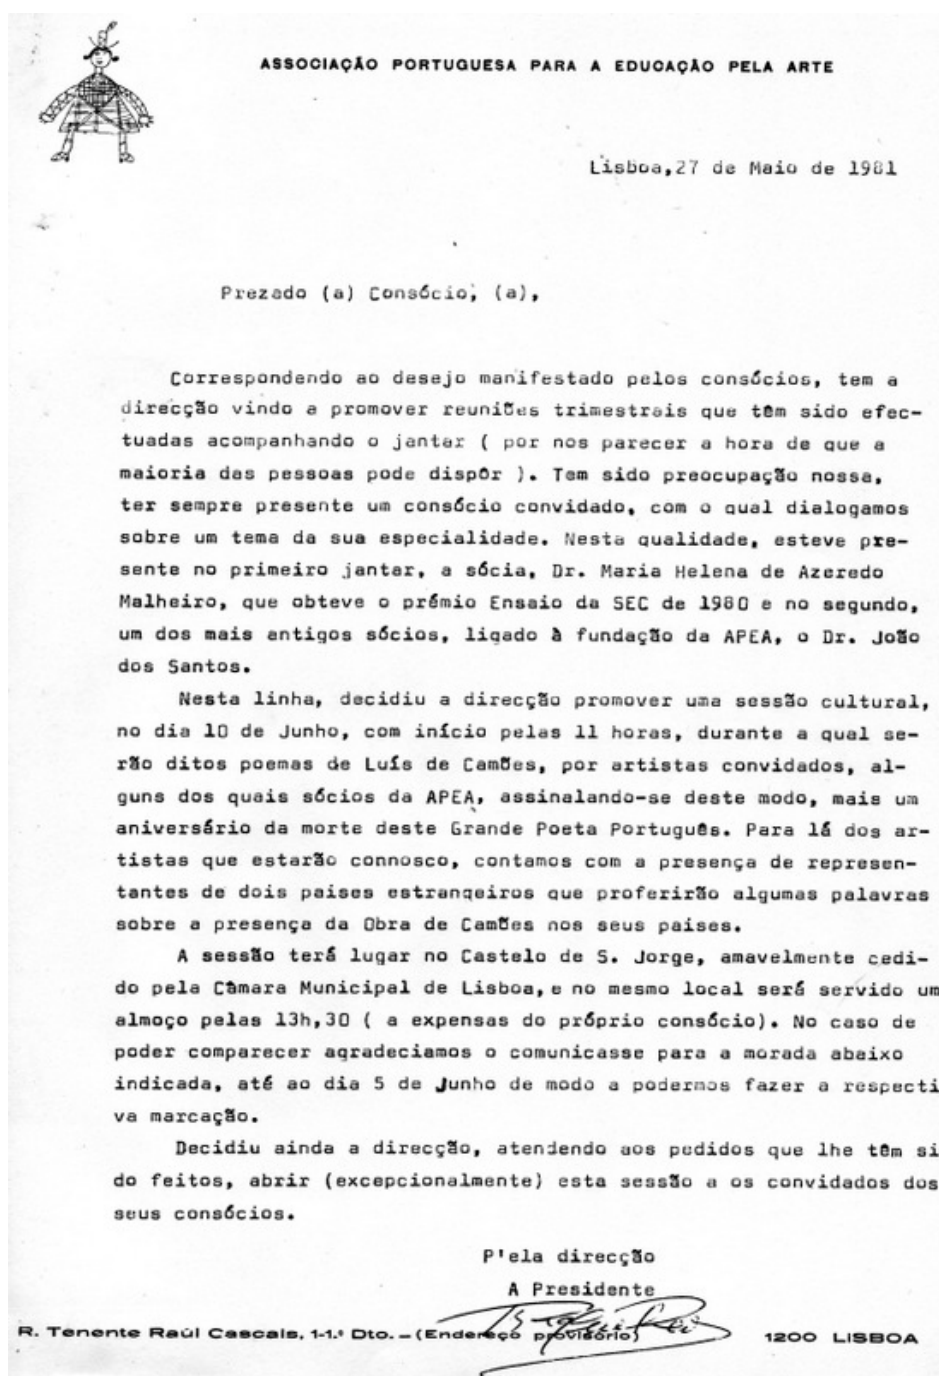 ASSOCIAÇÃO PORTUGUESA PARA A EDUCAÇÃO PELA ARTE
Lisboa,27 de Maio de 1981
Prezado (a) Consócio, (a),
Correspondendo ao desejo manifestado pelos consócios, tem a
direcção vindo a promover reuniões trimestrais que têm sido efec-
tuadas acompanhando o jantar ( por nos parecer a hora de que a
maioria das pessoas pode dispôr ). Tem sido preocupação nossa,
ter sempre presente um consócio convidado, com o qual dialogamos
sobre um tema da sua especialidade. Nesta qualidade, esteve pre-
sente no primeiro jantar, a sócia, Dr. Maria Helena de Azeredo
Malheiro, que obteve o prémio Ensaio da SEC de 1980 e no segundo,
um dos mais antigos sócios, ligado à fundação da APEA, o Dr. João
dos Santos.
Nesta linha, decidiu a direcção promover uma sessão cultural,
no dia 10 de Junho, com início pelas 11 horas, durante a qual se-
rão ditos poemas de Luís de Camões, por artistas convidados, al-
guns dos quais sócios da APEA, assinalando-se deste modo, mais um
aniversário da morte deste Grande Poeta Português. Para lá dos ar-
tistas que estarão connosco, contamos com a presença de represen-
tantes de dois paises estrangeiros que proferirão algumas palavras
sobre a presença da Obra de Camões nos seus paises.
A sessão terá lugar no Castelo de S. Jorge, amavelmente cedi-
do pela Câmara Municipal de Lisboa, e no mesmo local será servido um
almoço pelas 13h,30 ( a expensas do próprio consócio). No caso de
poder comparecer agradeciamos o comunicasse para a morada abaixo
indicada, até ao dia 5 de Junho de modo a podermos fazer a respecti
va marcação.
Decidiu ainda a direcção, atendendo aos pedidos que lhe têm si
do feitos, abrir (excepcionalmente) esta sessão a os convidados dos
seus consócios.
P'ela direcção
A Presidente
R. Tenente Raúl Cascais, 1-1.º Dto. – (Endereço provisório) 1200 LISBOA